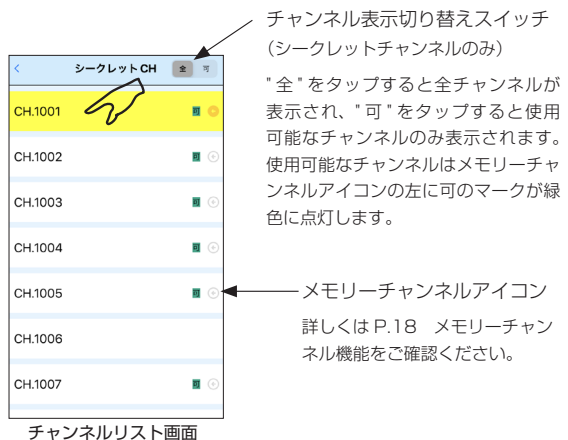 チャンネル表示切り替えスイッチ
（シークレットチャンネルのみ）
"全"をタップすると全チャンネルが
表示され、"可"をタップすると使用
可能なチャンネルのみ表示されます。
使用可能なチャンネルはメモリーチャ
ンネルアイコンの左に可のマークが緑
色に点灯します。
< シークレット CH 全 可
CH.1001 可
CH.1002 可
CH.1003 可
CH.1004 可
CH.1005 可
CH.1006
CH.1007 可
メモリーチャンネルアイコン
詳しくは P.18　メモリーチャン
ネル機能をご確認ください。
チャンネルリスト画面